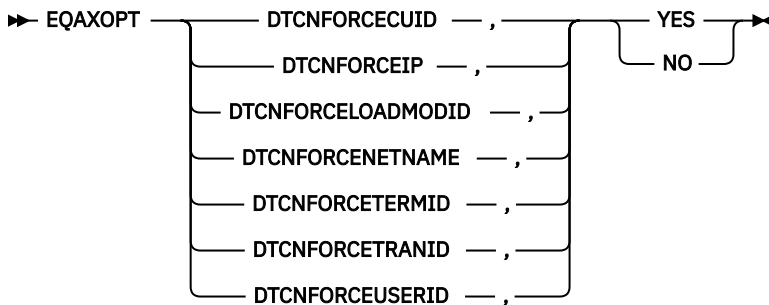 EQAXOPT DTCNFORCECUID , YES
DTCNFORCEIP , NO
DTCNFORCELOADMODID ,
DTCNFORCENETNAME ,
DTCNFORCETERMID ,
DTCNFORCETRANID ,
DTCNFORCEUSERID ,